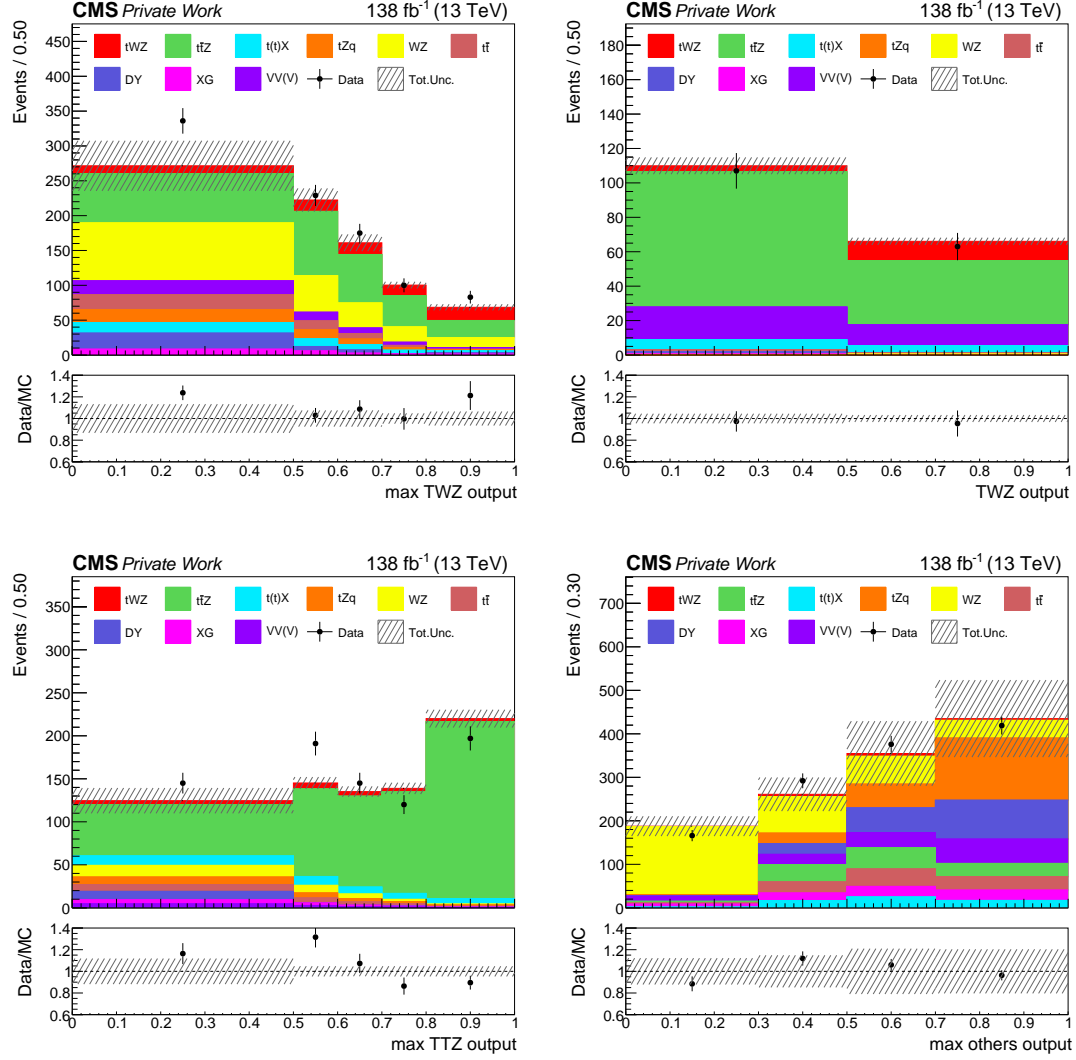 CMS Private Work 138 fb⁻¹ (13 TeV)
Events / 0.50
450
400
350
300
250
200
150
100
50
0
tWZ tt̄Z t(t)X tZq WZ tt̄
DY XG VV(V) Data Tot.Unc.
Data/MC
1.4
1.2
1
0.8
0.6
0 0.1 0.2 0.3 0.4 0.5 0.6 0.7 0.8 0.9 1
max TWZ output
CMS Private Work 138 fb⁻¹ (13 TeV)
Events / 0.50
180
160
140
120
100
80
60
40
20
0
tWZ tt̄Z t(t)X tZq WZ tt̄
DY XG VV(V) Data Tot.Unc.
Data/MC
1.4
1.2
1
0.8
0.6
0 0.1 0.2 0.3 0.4 0.5 0.6 0.7 0.8 0.9 1
TWZ output
CMS Private Work 138 fb⁻¹ (13 TeV)
Events / 0.50
350
300
250
200
150
100
50
0
tWZ tt̄Z t(t)X tZq WZ tt̄
DY XG VV(V) Data Tot.Unc.
Data/MC
1.4
1.2
1
0.8
0.6
0 0.1 0.2 0.3 0.4 0.5 0.6 0.7 0.8 0.9 1
max TTZ output
CMS Private Work 138 fb⁻¹ (13 TeV)
Events / 0.30
700
600
500
400
300
200
100
0
tWZ tt̄Z t(t)X tZq WZ tt̄
DY XG VV(V) Data Tot.Unc.
Data/MC
1.4
1.2
1
0.8
0.6
0 0.1 0.2 0.3 0.4 0.5 0.6 0.7 0.8 0.9 1
max others output